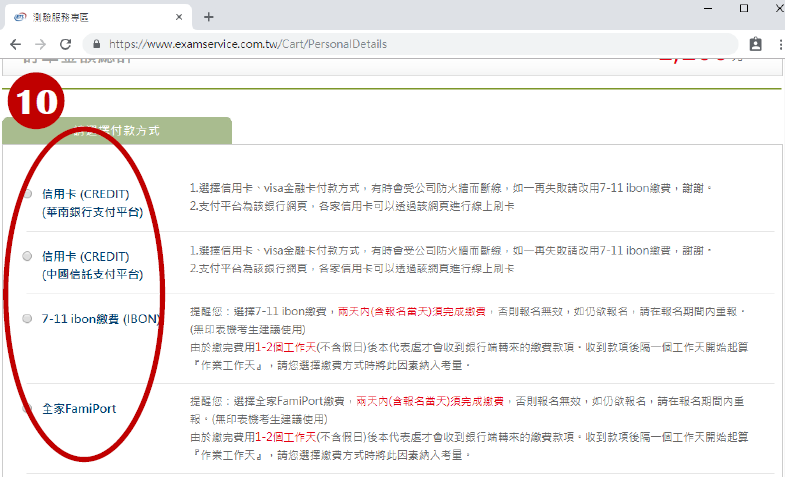 測驗服務專區
https://www.examservice.com.tw/Cart/PersonalDetails
訂單金額總計
10
選擇付款方式
信用卡 (CREDIT)
(華南銀行支付平台)
1.選擇信用卡、visa金融卡付款方式，有時會受公司防火牆而斷線，如一再失敗請改用7-11 ibon繳費，謝謝。
2.支付平台為該銀行網頁，各家信用卡可以透過該網頁進行線上刷卡
信用卡 (CREDIT)
(中國信託支付平台)
1.選擇信用卡、visa金融卡付款方式，有時會受公司防火牆而斷線，如一再失敗請改用7-11 ibon繳費，謝謝。
2.支付平台為該銀行網頁，各家信用卡可以透過該網頁進行線上刷卡
7-11 ibon繳費 (IBON)
提醒您：選擇7-11 ibon繳費，兩天內(含報名當天)須完成繳費，否則報名無效，如仍欲報名，請在報名期間內重報。
(無印表機考生建議使用)
由於繳完費用1-2個工作天(不含假日)後本代表處才會收到銀行端轉來的繳費款項。收到款項後隔一個工作天開始起算
『作業工作天』，請您選擇繳費方式時將此因素納入考量。
全家FamiPort
提醒您：選擇全家FamiPort繳費，兩天內(含報名當天)須完成繳費，否則報名無效，如仍欲報名，請在報名期間內重
報。(無印表機考生建議使用)
由於繳完費用1-2個工作天(不含假日)後本代表處才會收到銀行端轉來的繳費款項。收到款項後隔一個工作天開始起算
『作業工作天』，請您選擇繳費方式時將此因素納入考量。